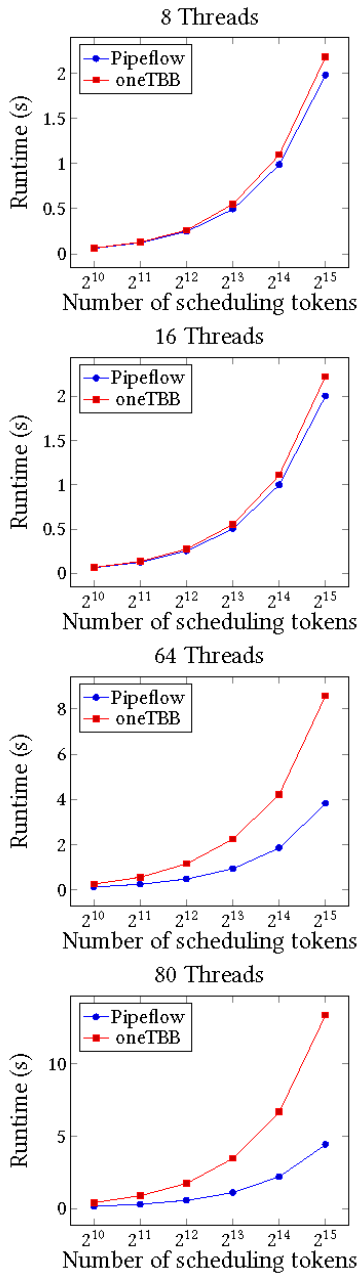 8 Threads
Pipeflow
oneTBB
Runtime (s)
2
1.5
1
0.5
0
2^10 2^11 2^12 2^13 2^14 2^15
Number of scheduling tokens
16 Threads
Pipeflow
oneTBB
Runtime (s)
2
1.5
1
0.5
0
2^10 2^11 2^12 2^13 2^14 2^15
Number of scheduling tokens
64 Threads
Pipeflow
oneTBB
Runtime (s)
8
6
4
2
0
2^10 2^11 2^12 2^13 2^14 2^15
Number of scheduling tokens
80 Threads
Pipeflow
oneTBB
Runtime (s)
10
5
0
2^10 2^11 2^12 2^13 2^14 2^15
Number of scheduling tokens